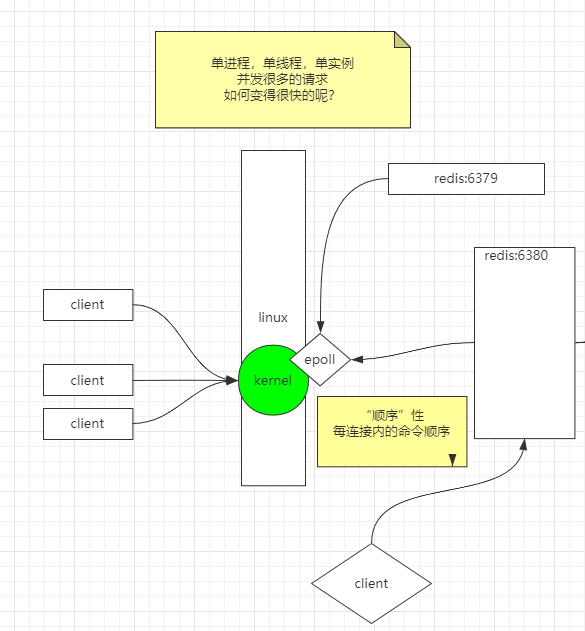 单进程，单线程，单实例
并发很多的请求
如何变得很快的呢?
redis:6379
redis:6380
client
linux
epoll
client
kernel
client
“顺序”性
每连接内的命令顺序
client